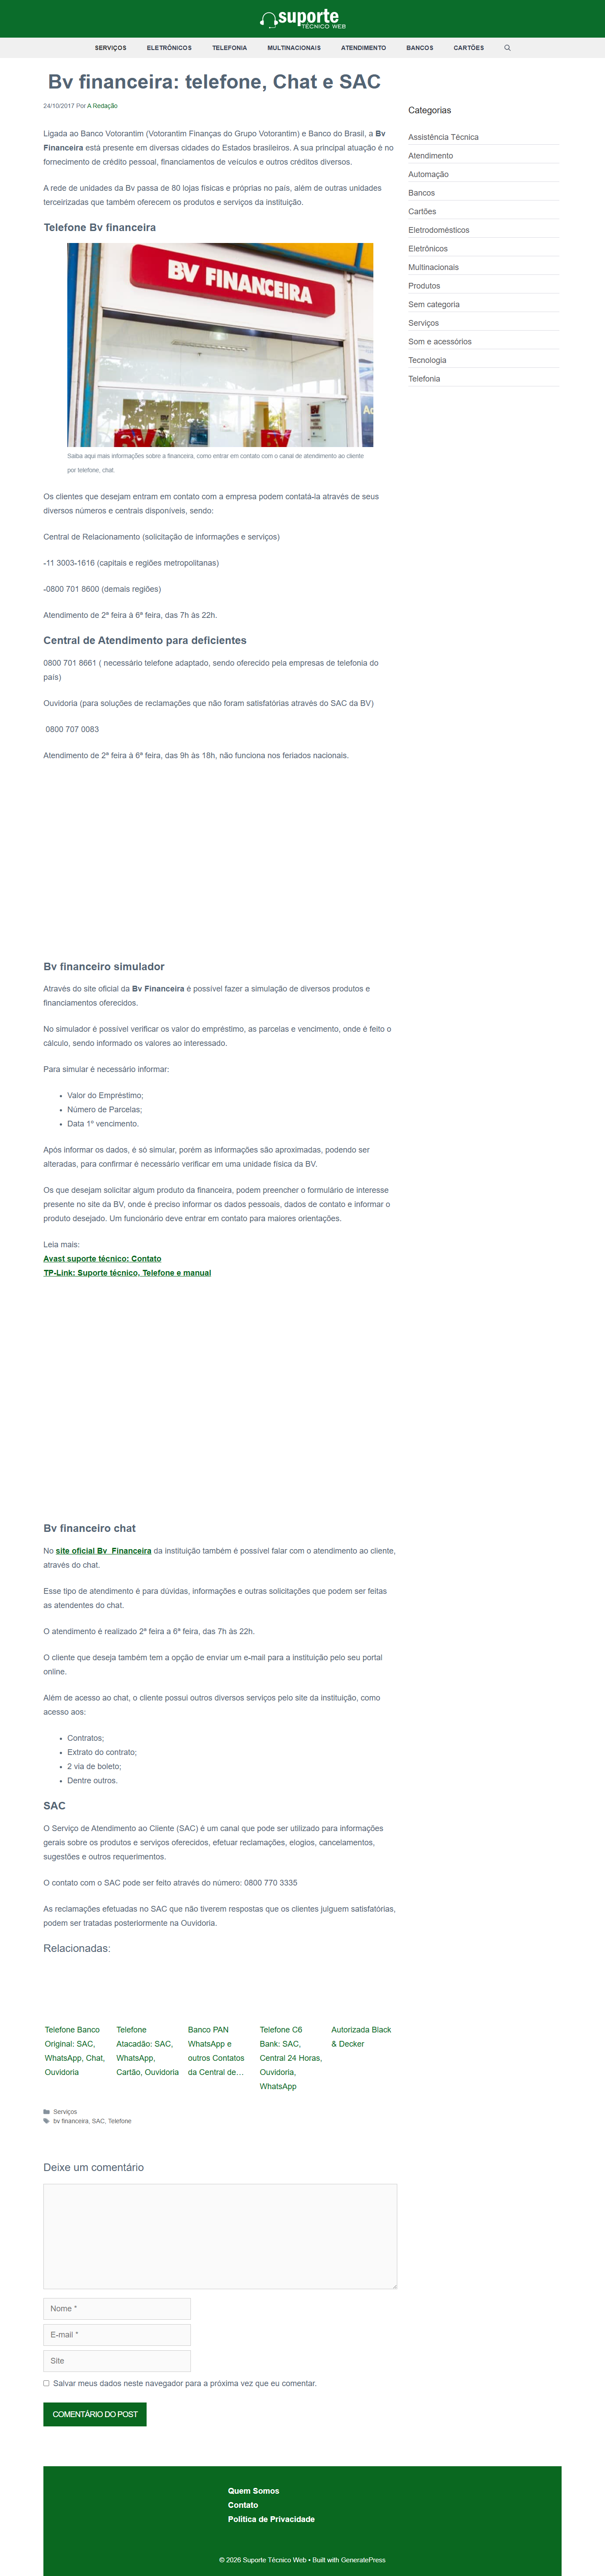 suporte
TÉCNICO WEB
SERVIÇOS
ELETRÔNICOS
TELEFONIA
MULTINACIONAIS
ATENDIMENTO
BANCOS
CARTÕES
Bv financeira: telefone, Chat e SAC
24/10/2017 Por A Redação
Ligada ao Banco Votorantim (Votorantim Finanças do Grupo Votorantim) e Banco do Brasil, a Bv
Financeira está presente em diversas cidades do Estados brasileiros. A sua principal atuação é no
fornecimento de crédito pessoal, financiamentos de veículos e outros créditos diversos.
A rede de unidades da Bv passa de 80 lojas físicas e próprias no país, além de outras unidades
terceirizadas que também oferecem os produtos e serviços da instituição.
Telefone Bv financeira
BV FINANCEIRA
BV FINA
Saiba aqui mais informações sobre a financeira, como entrar em contato com o canal de atendimento ao cliente
por telefone, chat
Os clientes que desejam entram em contato com a empresa podem contatá-la através de seus
diversos números e centrais disponíveis, sendo:
Central de Relacionamento (solicitação de informações e serviços)
-11 3003-1616 (capitais e regiões metropolitanas)
-0800 701 8600 (demais regiões)
Atendimento de 2ª feira à 6ª feira, das 7h às 22h.
Central de Atendimento para deficientes
0800 701 8661 ( necessário telefone adaptado, sendo oferecido pela empresas de telefonia do
país)
Ouvidoria (para soluções de reclamações que não foram satisfatórias através do SAC da BV)
0800 707 0083
Atendimento de 2ª feira à 6ª feira, das 9h às 18h, não funciona nos feriados nacionais.
Bv financeiro simulador
Através do site oficial da Bv Financeira é possível fazer a simulação de diversos produtos e
financiamentos oferecidos.
No simulador é possível verificar os valor do empréstimo, as parcelas e vencimento, onde é feito o
cálculo, sendo informado os valores ao interessado.
Para simular é necessário informar:
• Valor do Empréstimo;
• Número de Parcelas;
• Data 1º vencimento.
Após informar os dados, é só simular, porém as informações são aproximadas, podendo ser
alteradas, para confirmar é necessário verificar em uma unidade física da BV.
Os que desejam solicitar algum produto da financeira, podem preencher o formulário de interesse
presente no site da BV, onde é preciso informar os dados pessoais, dados de contato e informar o
produto desejado. Um funcionário deve entrar em contato para maiores orientações.
Leia mais:
Avast suporte técnico: Contato
TP-Link: Suporte técnico, Telefone e manual
Bv financeiro chat
No site oficial Bv Financeira da instituição também é possível falar com o atendimento ao cliente,
através do chat.
Esse tipo de atendimento é para dúvidas, informações e outras solicitações que podem ser feitas
as atendentes do chat.
O atendimento é realizado 2ª feira a 6ª feira, das 7h às 22h.
O cliente que deseja também tem a opção de enviar um e-mail para a instituição pelo seu portal
online.
Além de acesso ao chat, o cliente possui outros diversos serviços pelo site da instituição, como
acesso aos:
• Contratos;
• Extrato do contrato;
• 2 via de boleto;
• Dentre outros.
SAC
O Serviço de Atendimento ao Cliente (SAC) é um canal que pode ser utilizado para informações
gerais sobre os produtos e serviços oferecidos, efetuar reclamações, elogios, cancelamentos,
sugestões e outros requerimentos.
O contato com o SAC pode ser feito através do número: 0800 770 3335
As reclamações efetuadas no SAC que não tiverem respostas que os clientes julguem satisfatórias,
podem ser tratadas posteriormente na Ouvidoria.
Relacionadas:
Telefone Banco
Original: SAC,
WhatsApp, Chat,
Ouvidoria
Telefone
Atacadão: SAC,
WhatsApp,
Cartão, Ouvidoria
Banco PAN
WhatsApp e
outros Contatos
da Central de…
Telefone C6
Bank: SAC,
Central 24 Horas,
Ouvidoria,
WhatsApp
Autorizada Black
& Decker
Serviços
bv financeira, SAC, Telefone
Deixe um comentário
Nome *
E-mail *
Site
Salvar meus dados neste navegador para a próxima vez que eu comentar.
COMENTÁRIO DO POST
Categorias
Assistência Técnica
Atendimento
Automação
Bancos
Cartões
Eletrodomésticos
Eletrônicos
Multinacionais
Produtos
Sem categoria
Serviços
Som e acessórios
Tecnologia
Telefonia
Quem Somos
Contato
Política de Privacidade
© 2026 Suporte Técnico Web • Built with GeneratePress